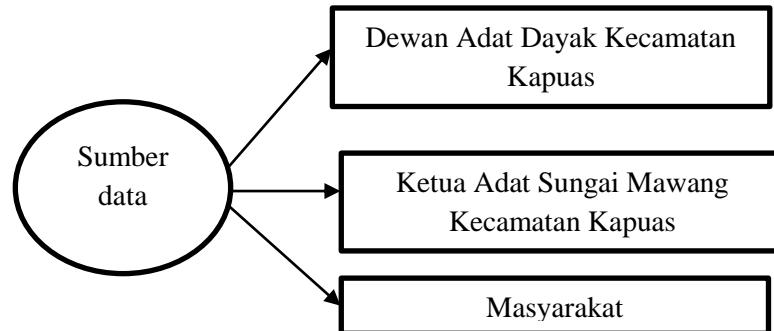 Dewan Adat Dayak Kecamatan
Kapuas
Sumber
data
Ketua Adat Sungai Mawang
Kecamatan Kapuas
Masyarakat